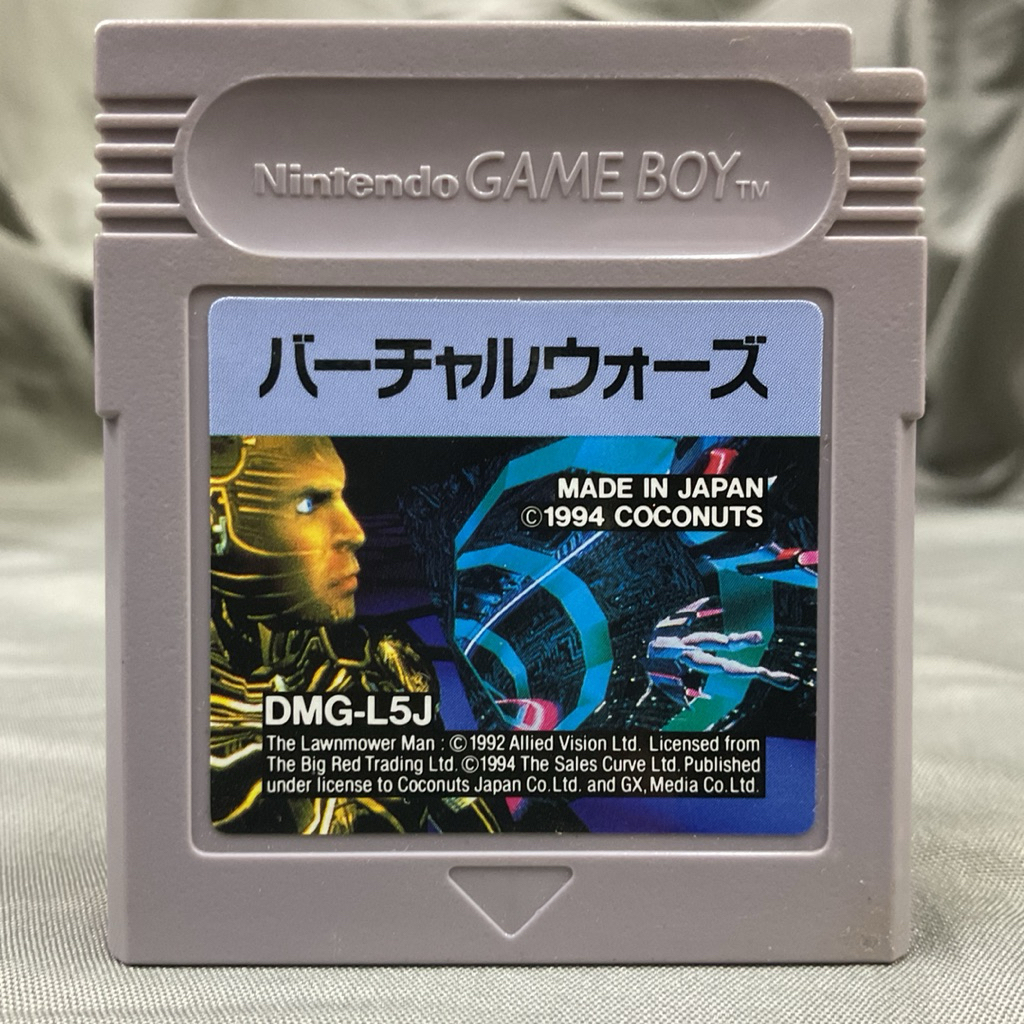 Nintendo GAME BOY™
バーチャルウォーズ
MADE IN JAPAN
©1994 COCONUTS
DMG-L5J
The Lawnmower Man : ©1992 Allied Vision Ltd. Licensed from
The Big Red Trading Ltd. ©1994 The Sales Curve Ltd. Published
under license to Coconuts Japan Co.Ltd. and GX, Media Co.Ltd.